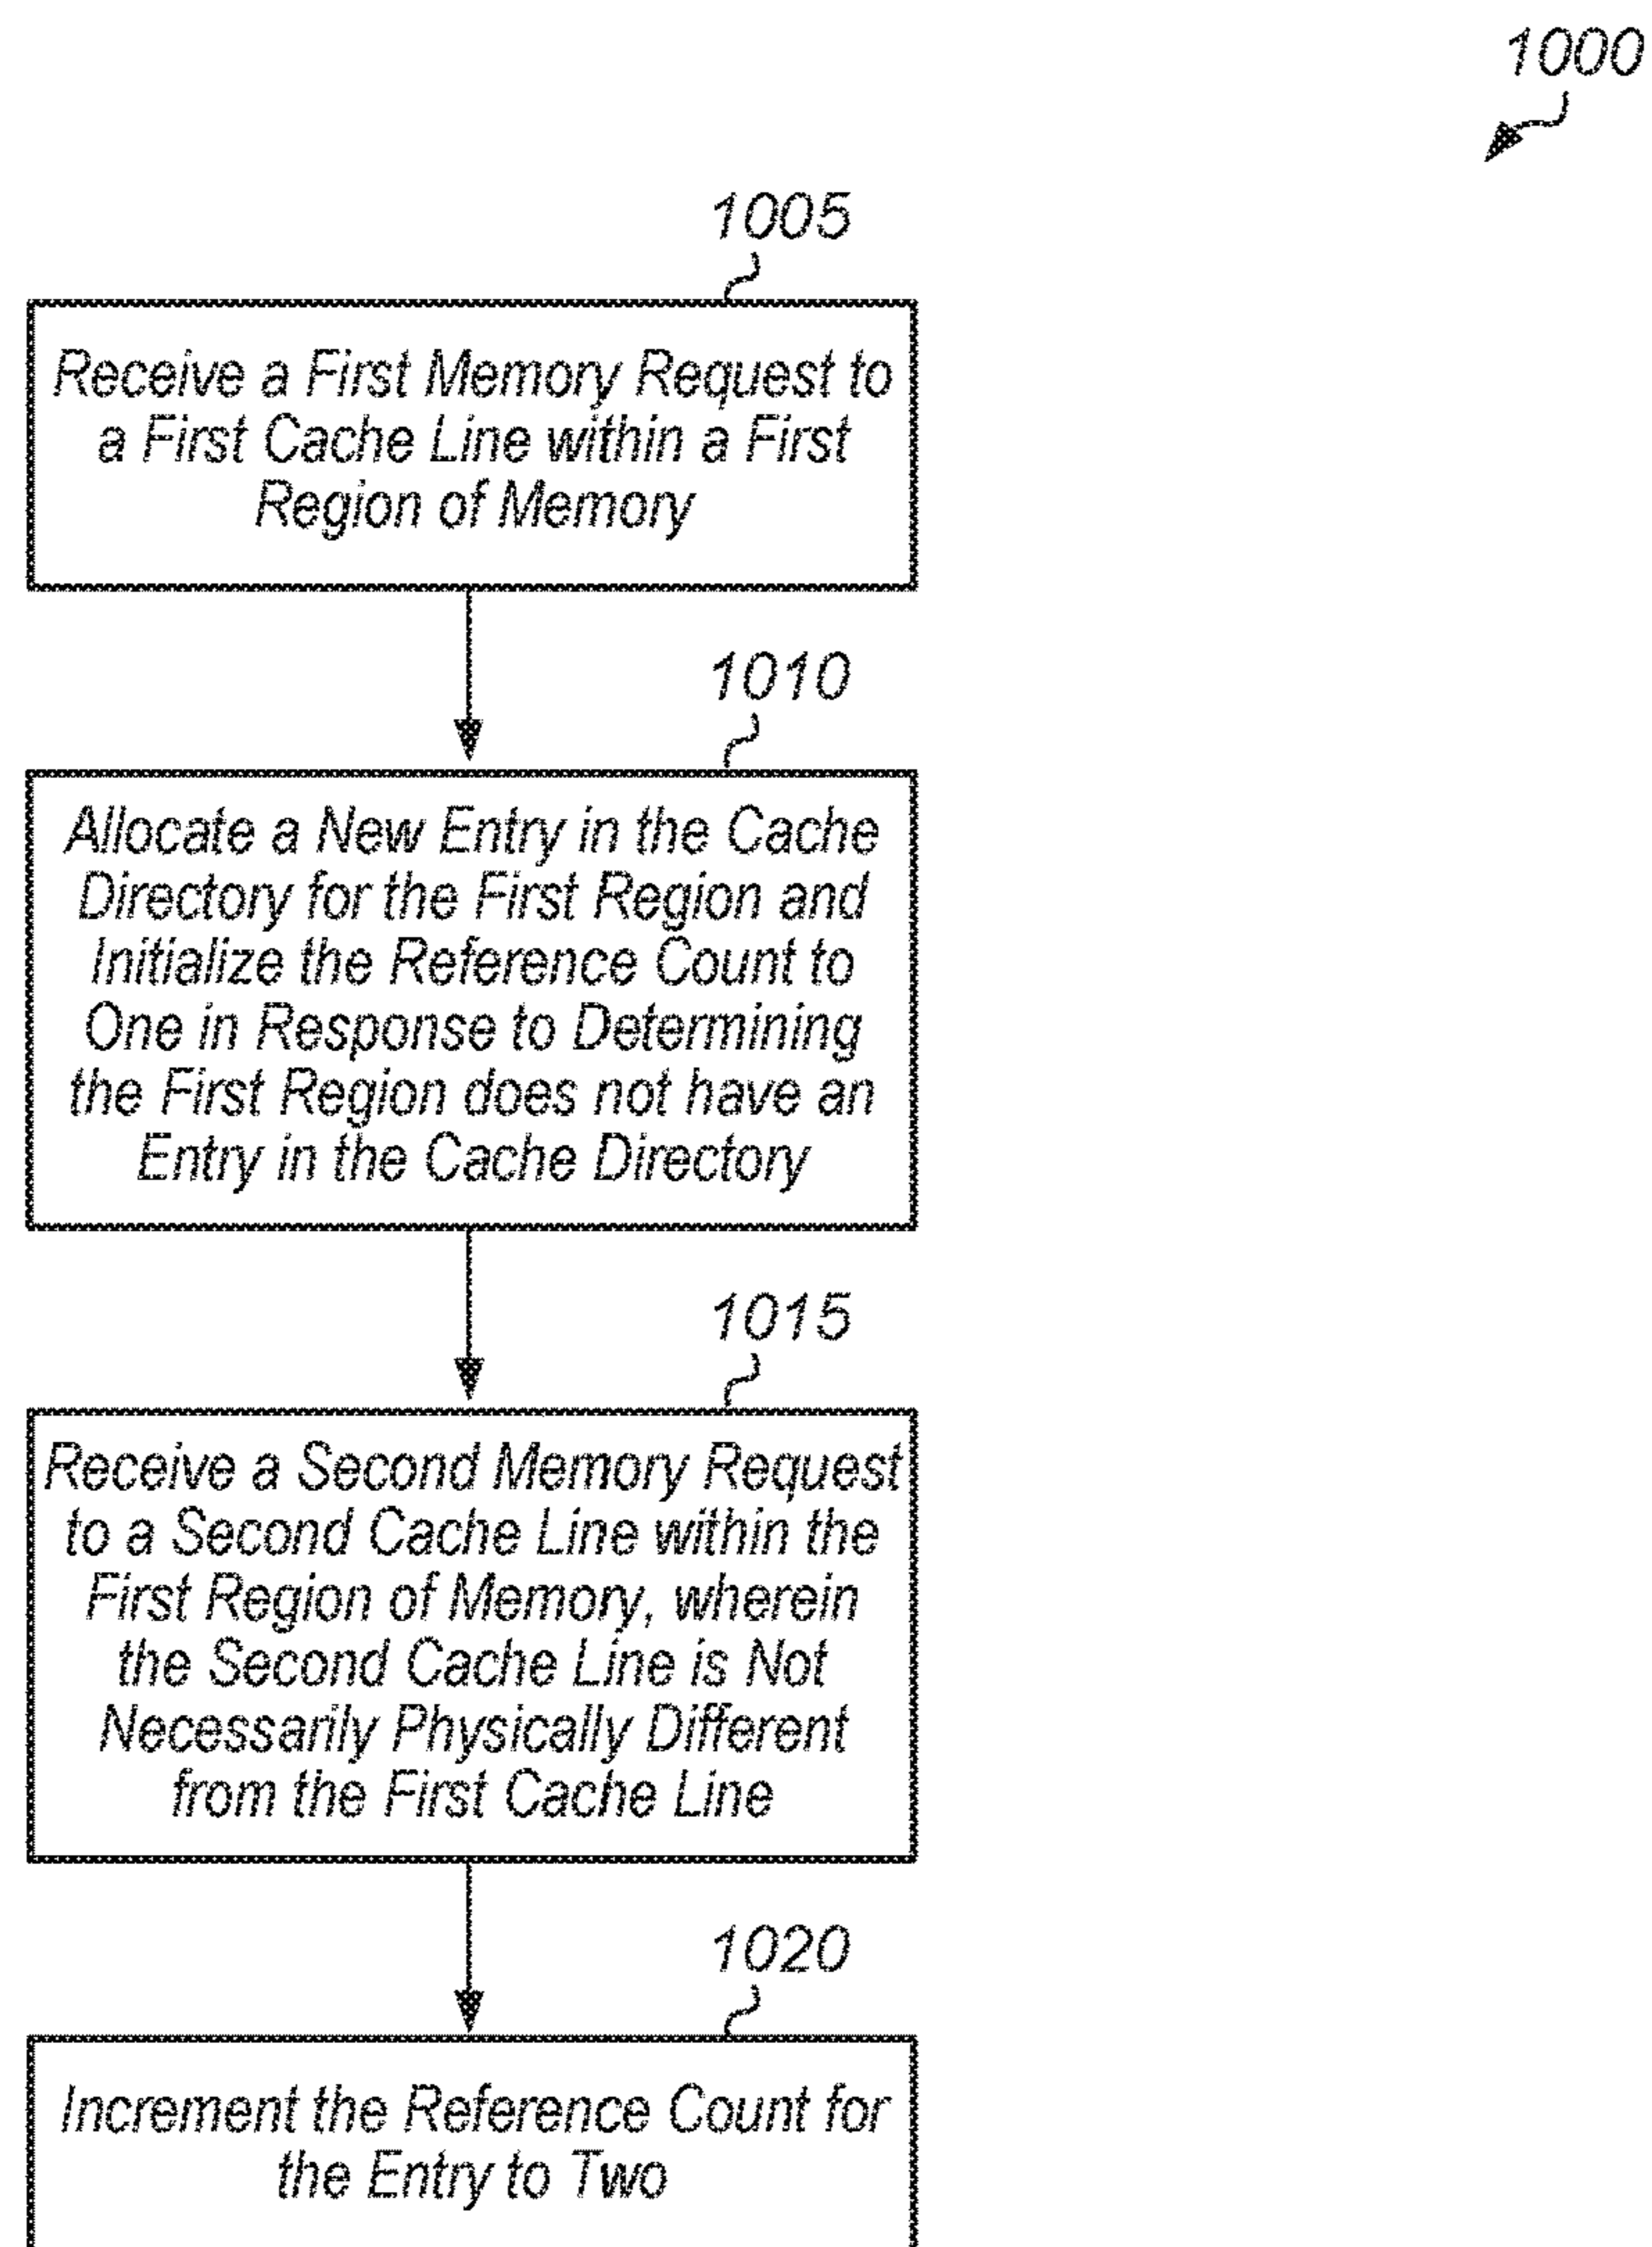 1000
1005
Receive a First Memory Request to
a First Cache Line within a First
Region of Memory
1010
Allocate a New Entry in the Cache
Directory for the First Region and
Initialize the Reference Count to
One in Response to Determining
the First Region does not have an
Entry in the Cache Directory
1015
Receive a Second Memory Request
to a Second Cache Line within the
First Region of Memory, wherein
the Second Cache Line is Not
Necessarily Physically Different
from the First Cache Line
1020
Increment the Reference Count for
the Entry to Two